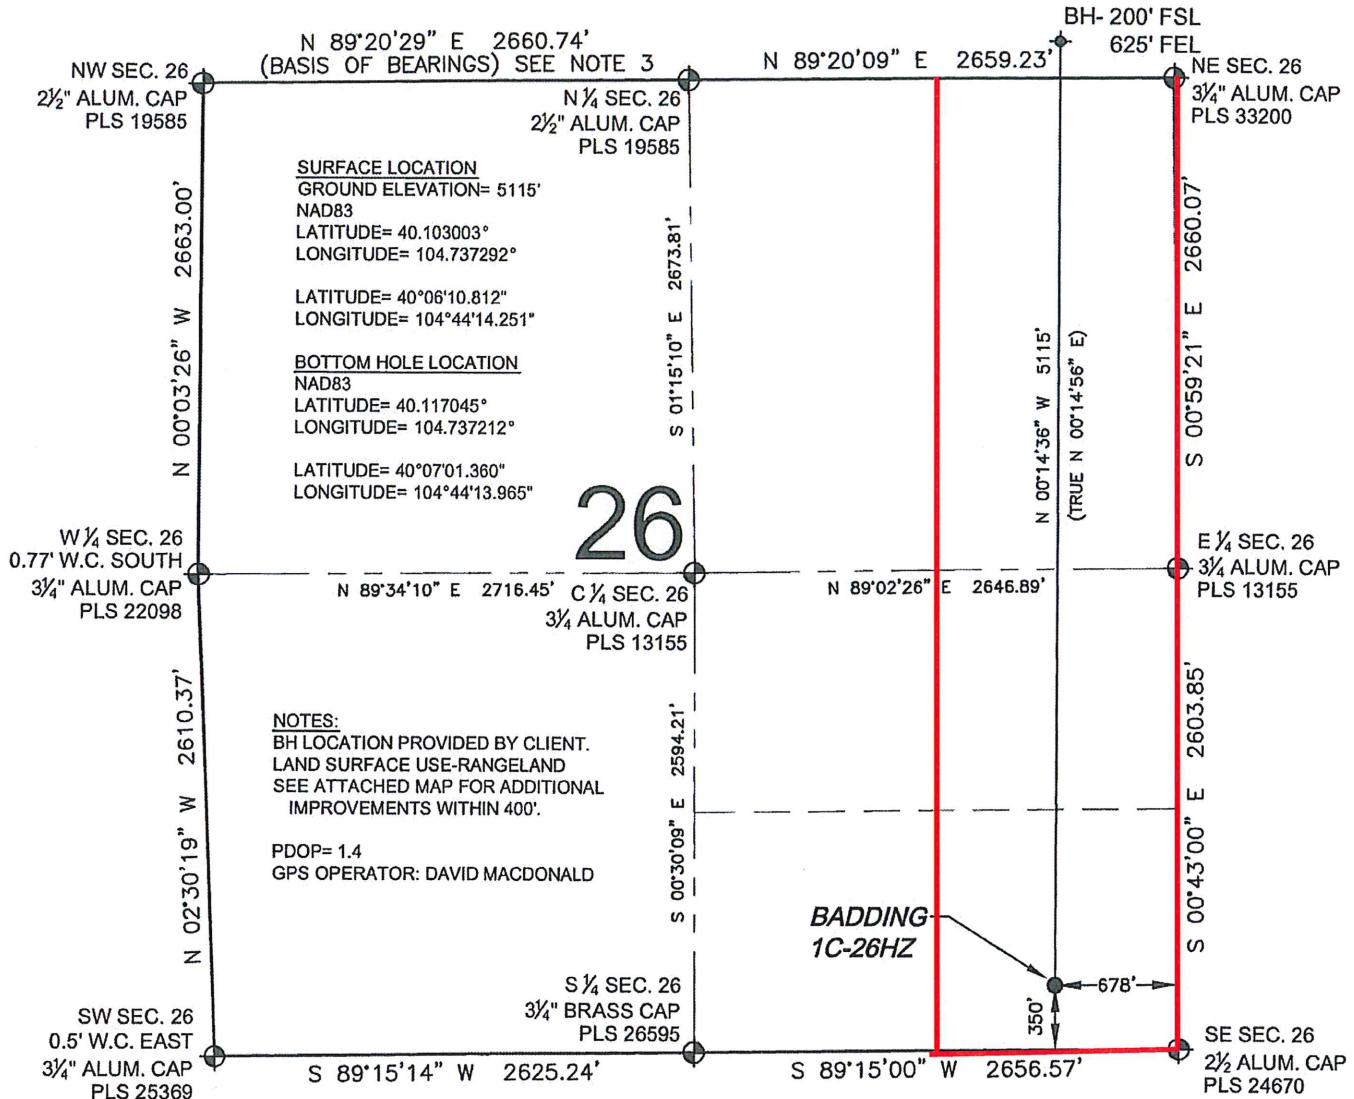 BH- 200' FSL
625' FEL
N 89°20'29" E 2660.74'
(BASIS OF BEARINGS) SEE NOTE 3
N 89°20'09" E 2659.23'
NW SEC. 26
2½" ALUM. CAP
PLS 19585
N ¼ SEC. 26
2½" ALUM. CAP
PLS 19585
NE SEC. 26
3¼" ALUM. CAP
PLS 33200
SURFACE LOCATION
GROUND ELEVATION= 5115'
NAD83
LATITUDE= 40.103003°
LONGITUDE= 104.737292°
LATITUDE= 40°06'10.812"
LONGITUDE= 104°44'14.251"
BOTTOM HOLE LOCATION
NAD83
LATITUDE= 40.117045°
LONGITUDE= 104.737212°
LATITUDE= 40°07'01.360"
LONGITUDE= 104°44'13.965"
N 00°03'26" W 2663.00'
S 01°15'10" E 2673.81'
N 00°14'36" W 5115'
(TRUE N 00°14'56" E)
S 00°59'21" E 2660.07'
26
W ¼ SEC. 26
0.77' W.C. SOUTH
3¼" ALUM. CAP
PLS 22098
N 89°34'10" E 2716.45'
C ¼ SEC. 26
3¼ ALUM. CAP
PLS 13155
N 89°02'26" E 2646.89'
E ¼ SEC. 26
3¼ ALUM. CAP
PLS 13155
N 02°30'19" W 2610.37'
NOTES:
BH LOCATION PROVIDED BY CLIENT.
LAND SURFACE USE-RANGELAND
SEE ATTACHED MAP FOR ADDITIONAL
IMPROVEMENTS WITHIN 400'.
PDOP= 1.4
GPS OPERATOR: DAVID MACDONALD
S 00°30'09" E 2594.21'
S 00°43'00" E 2603.85'
BADDING
1C-26HZ
678'
350'
SW SEC. 26
0.5' W.C. EAST
3¼" ALUM. CAP
PLS 25369
S ¼ SEC. 26
3¼" BRASS CAP
PLS 26595
SE SEC. 26
2½ ALUM. CAP
PLS 24670
S 89°15'14" W 2625.24'
S 89°15'00" W 2656.57'